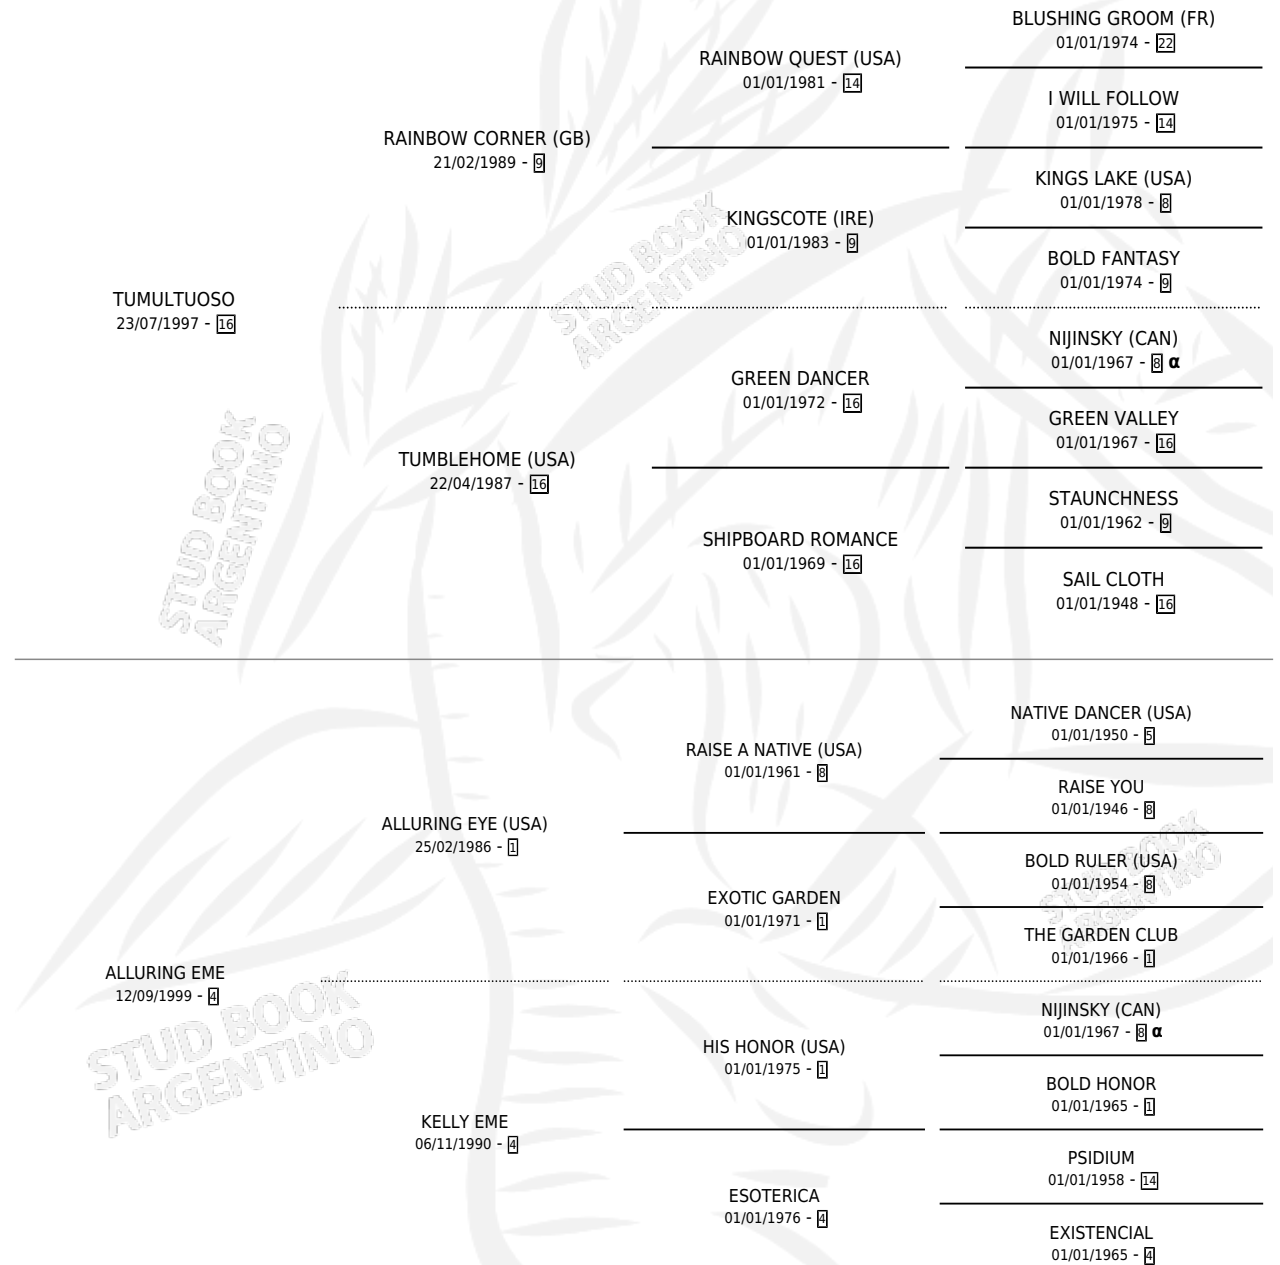 BLUSHING GROOM (FR)
01/01/1974 - 22
RAINBOW QUEST (USA)
01/01/1981 - 14
I WILL FOLLOW
01/01/1975 - 14
RAINBOW CORNER (GB)
21/02/1989 - 9
KINGS LAKE (USA)
01/01/1978 - 8
KINGSCOTE (IRE)
01/01/1983 - 9
BOLD FANTASY
01/01/1974 - 9
TUMULTUOSO
23/07/1997 - 16
NIJINSKY (CAN)
01/01/1967 - 8 α
GREEN DANCER
01/01/1972 - 16
GREEN VALLEY
01/01/1967 - 16
TUMBLEHOME (USA)
22/04/1987 - 16
STAUNCHNESS
01/01/1962 - 9
SHIPBOARD ROMANCE
01/01/1969 - 16
SAIL CLOTH
01/01/1948 - 16
STUD BOOK
ARGENTINO
STUD BOOK
ARGENTINO
NATIVE DANCER (USA)
01/01/1950 - 5
RAISE A NATIVE (USA)
01/01/1961 - 8
RAISE YOU
01/01/1946 - 8
ALLURING EYE (USA)
25/02/1986 - 1
BOLD RULER (USA)
01/01/1954 - 8
EXOTIC GARDEN
01/01/1971 - 1
THE GARDEN CLUB
01/01/1966 - 1
ALLURING EME
12/09/1999 - 4
NIJINSKY (CAN)
01/01/1967 - 8 α
HIS HONOR (USA)
01/01/1975 - 1
BOLD HONOR
01/01/1965 - 1
KELLY EME
06/11/1990 - 4
PSIDIUM
01/01/1958 - 14
ESOTERICA
01/01/1976 - 4
EXISTENCIAL
01/01/1965 - 4
STUD BOOK
ARGENTINO
STUD BOOK
ARGENTINO